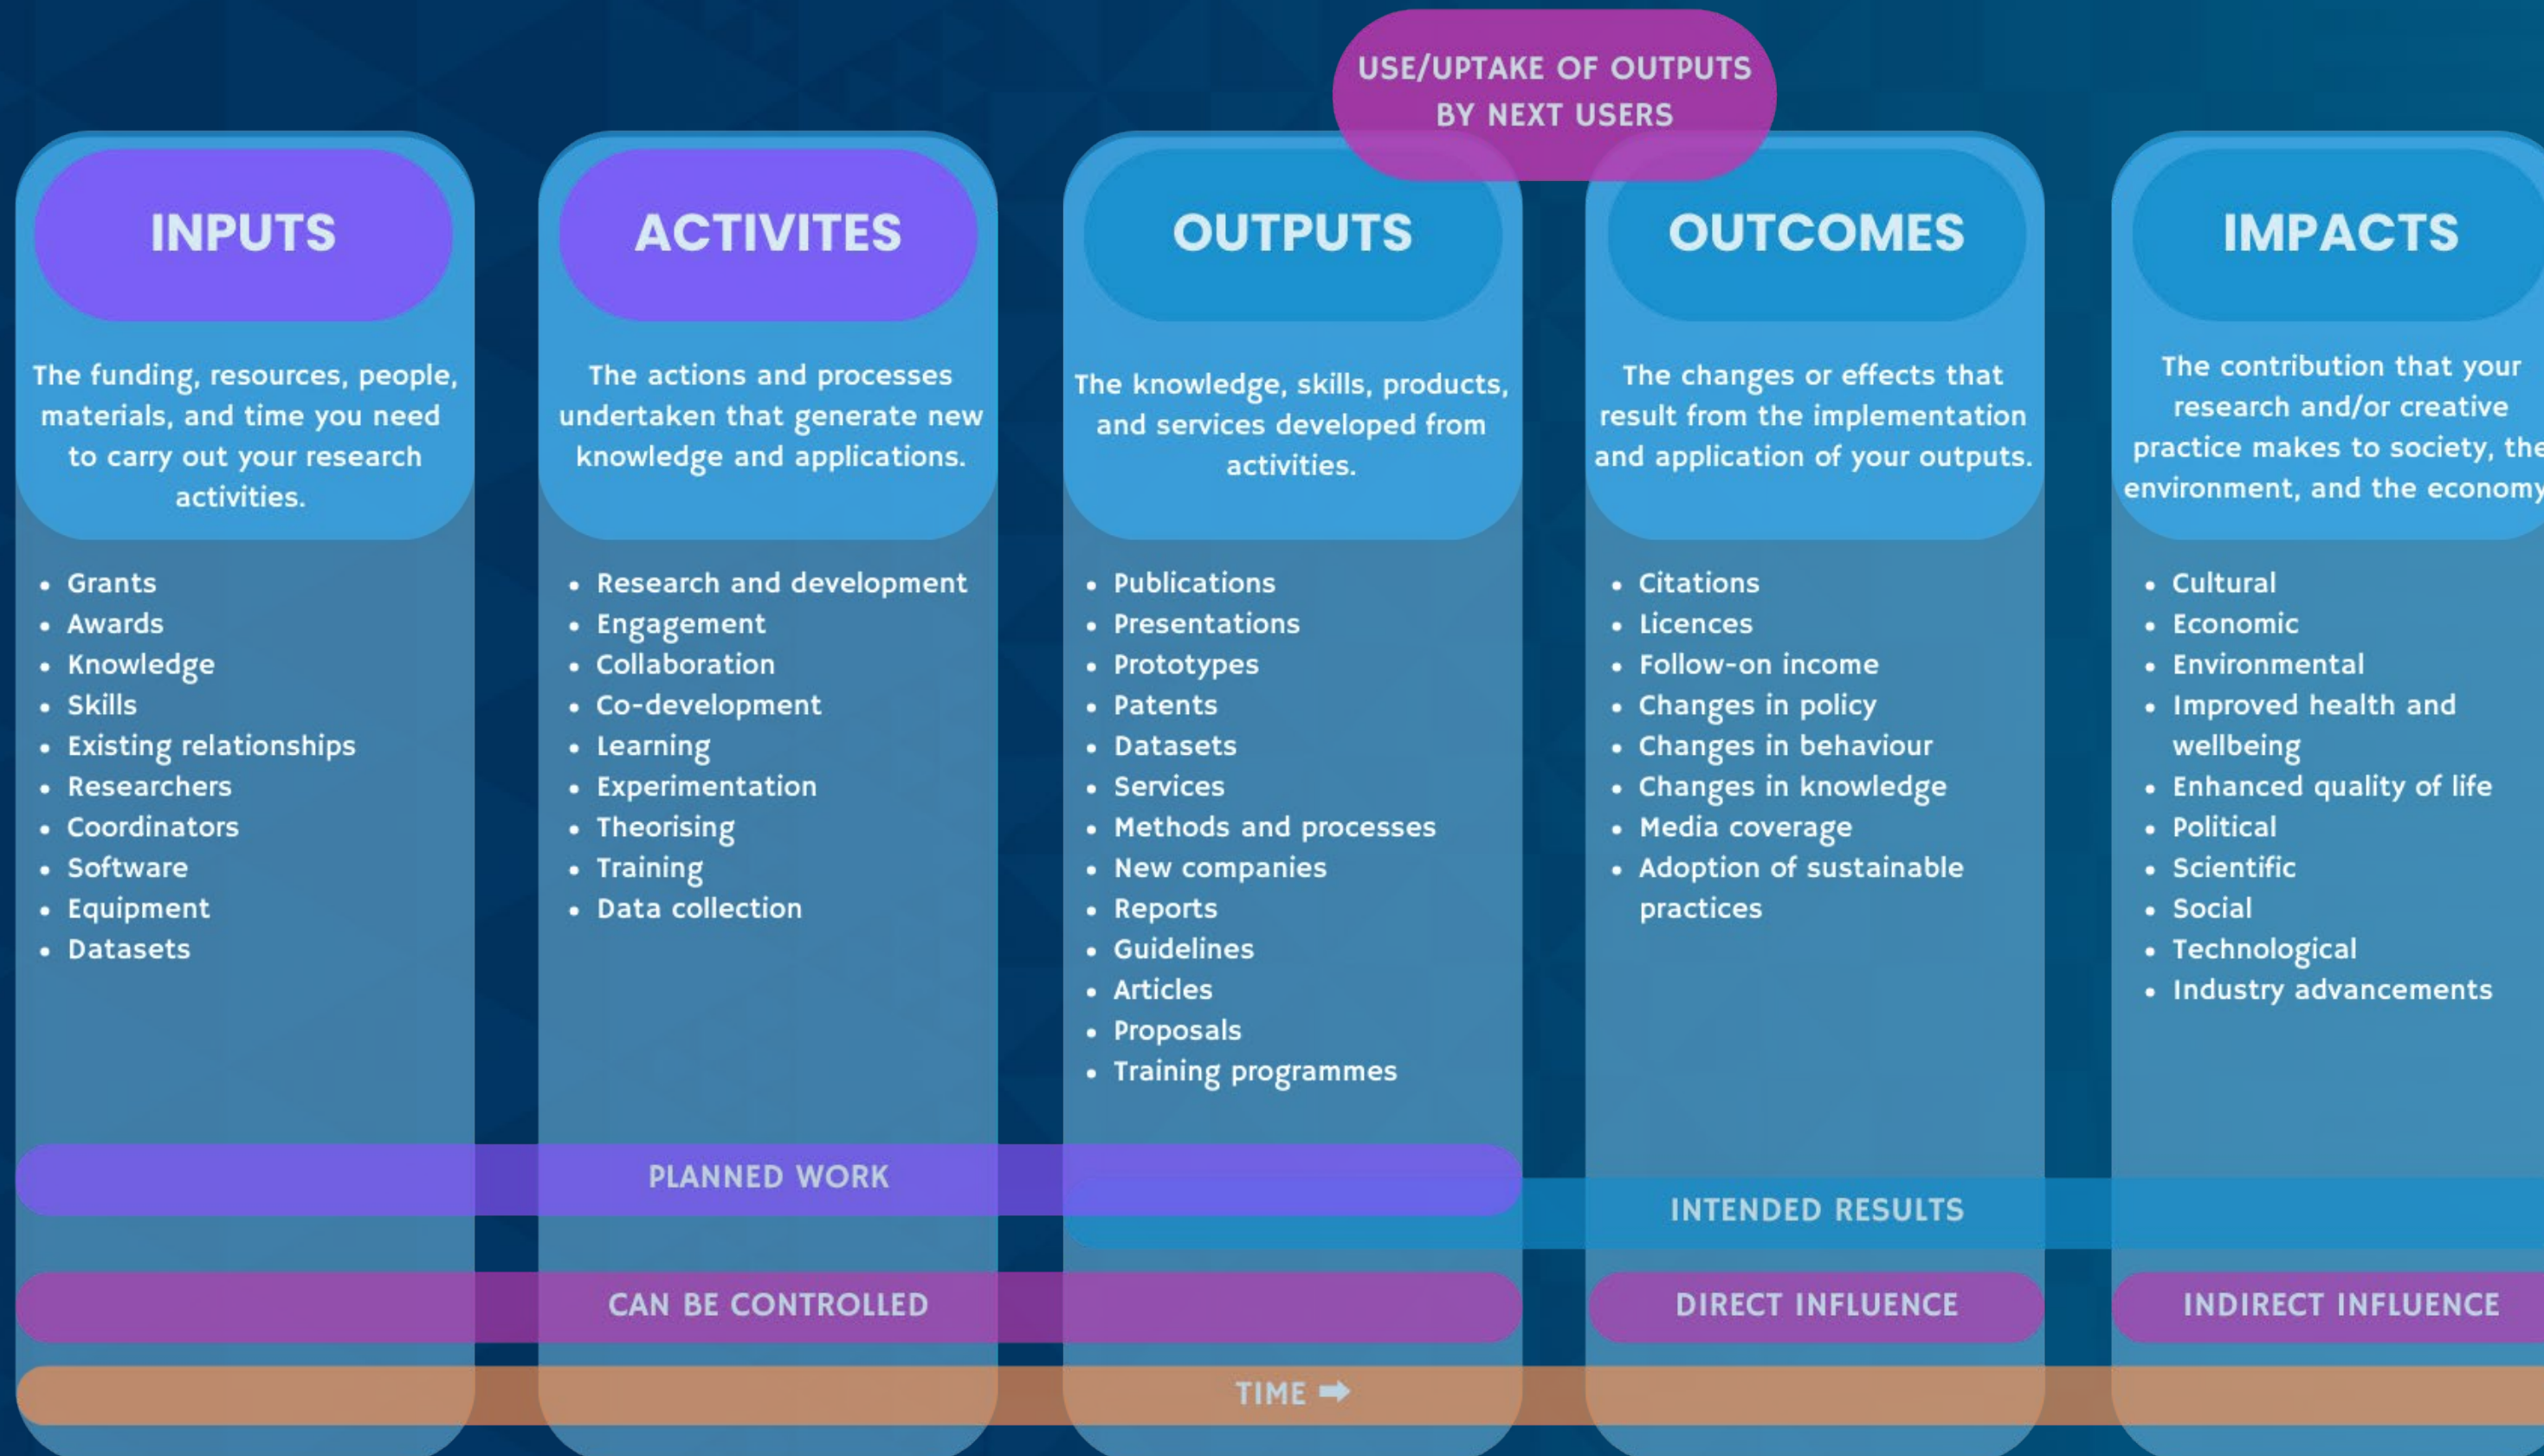 USE/UPTAKE OF OUTPUTS
BY NEXT USERS
INPUTS
The funding, resources, people,
materials, and time you need
to carry out your research
activities.
• Grants
• Awards
• Knowledge
• Skills
• Existing relationships
• Researchers
• Coordinators
• Software
• Equipment
• Datasets
ACTIVITES
The actions and processes
undertaken that generate new
knowledge and applications.
• Research and development
• Engagement
• Collaboration
• Co-development
• Learning
• Experimentation
• Theorising
• Training
• Data collection
OUTPUTS
The knowledge, skills, products,
and services developed from
activities.
• Publications
• Presentations
• Prototypes
• Patents
• Datasets
• Services
• Methods and processes
• New companies
• Reports
• Guidelines
• Articles
• Proposals
• Training programmes
OUTCOMES
The changes or effects that
result from the implementation
and application of your outputs.
• Citations
• Licences
• Follow-on income
• Changes in policy
• Changes in behaviour
• Changes in knowledge
• Media coverage
• Adoption of sustainable
practices
IMPACTS
The contribution that your
research and/or creative
practice makes to society, the
environment, and the economy
• Cultural
• Economic
• Environmental
• Improved health and
wellbeing
• Enhanced quality of life
• Political
• Scientific
• Social
• Technological
• Industry advancements
PLANNED WORK
INTENDED RESULTS
CAN BE CONTROLLED
DIRECT INFLUENCE
INDIRECT INFLUENCE
TIME ➡